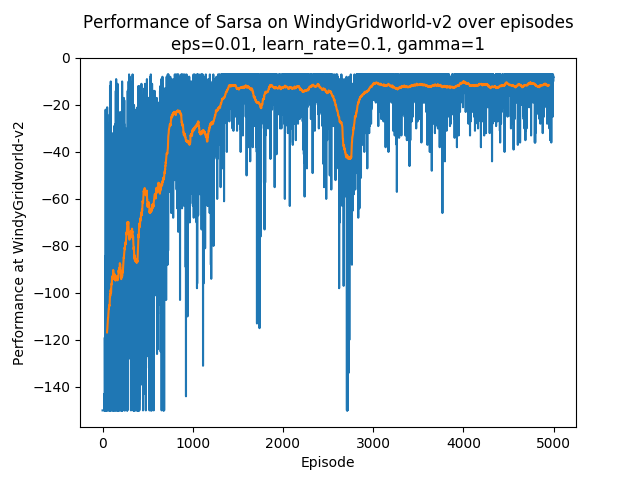 Performance of Sarsa on WindyGridworld-v2 over episodes
eps=0.01, learn_rate=0.1, gamma=1
Performance at WindyGridworld-v2
0
−20
−40
−60
−80
−100
−120
−140
0 1000 2000 3000 4000 5000
Episode